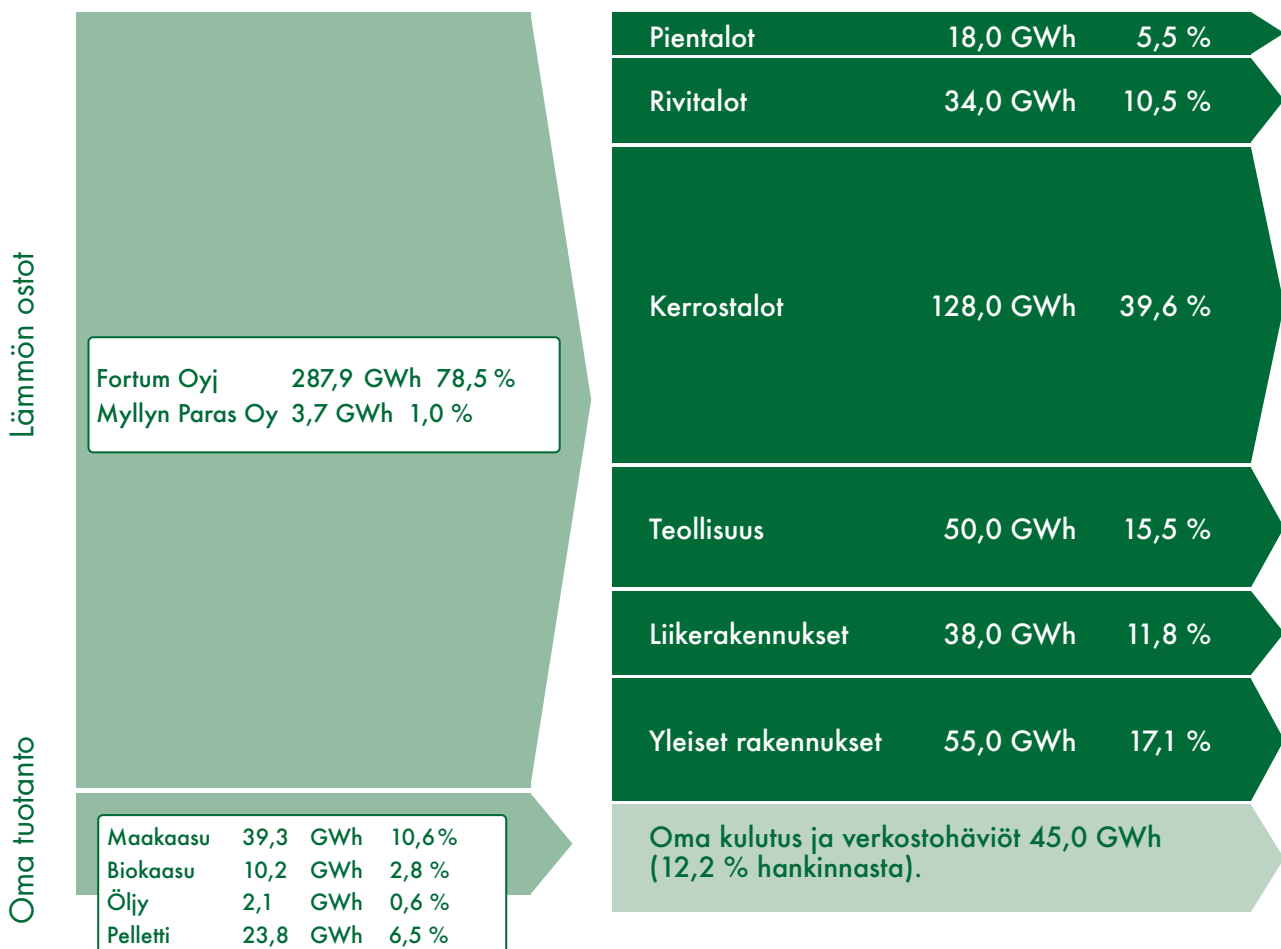 Lämmön ostot
Fortum Oyj 287,9 GWh 78,5 %
Myllyn Paras Oy 3,7 GWh 1,0 %
Oma tuotanto
Maakaasu 39,3 GWh 10,6%
Biokaasu 10,2 GWh 2,8 %
Öljy 2,1 GWh 0,6 %
Pelletti 23,8 GWh 6,5 %
Pientalot 18,0 GWh 5,5 %
Rivitalot 34,0 GWh 10,5 %
Kerrostalot 128,0 GWh 39,6 %
Teollisuus 50,0 GWh 15,5 %
Liikerakennukset 38,0 GWh 11,8 %
Yleiset rakennukset 55,0 GWh 17,1 %
Oma kulutus ja verkostohäviöt 45,0 GWh
(12,2 % hankinnasta).